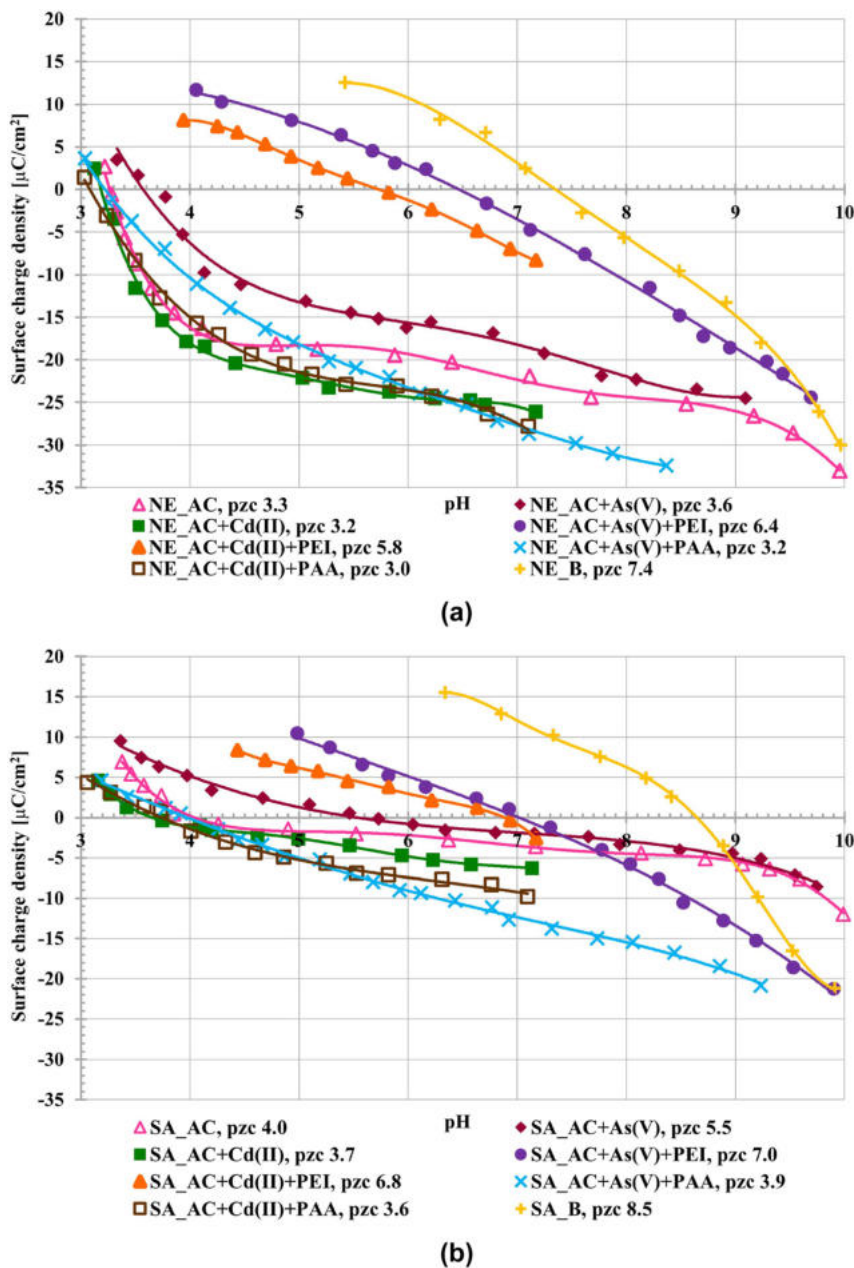 20
15
10
5
0
-5
-10
-15
-20
-25
-30
-35
Surface charge density [μC/cm²]
3 4 5 6 7 8 9 10
pH
NE_AC, pzc 3.3
NE_AC+As(V), pzc 3.6
NE_AC+Cd(II), pzc 3.2
NE_AC+As(V)+PEI, pzc 6.4
NE_AC+Cd(II)+PEI, pzc 5.8
NE_AC+As(V)+PAA, pzc 3.2
NE_AC+Cd(II)+PAA, pzc 3.0
NE_B, pzc 7.4
(a)
20
15
10
5
0
-5
-10
-15
-20
-25
-30
-35
Surface charge density [μC/cm²]
3 4 5 6 7 8 9 10
pH
SA_AC, pzc 4.0
SA_AC+As(V), pzc 5.5
SA_AC+Cd(II), pzc 3.7
SA_AC+As(V)+PEI, pzc 7.0
SA_AC+Cd(II)+PEI, pzc 6.8
SA_AC+As(V)+PAA, pzc 3.9
SA_AC+Cd(II)+PAA, pzc 3.6
SA_B, pzc 8.5
(b)